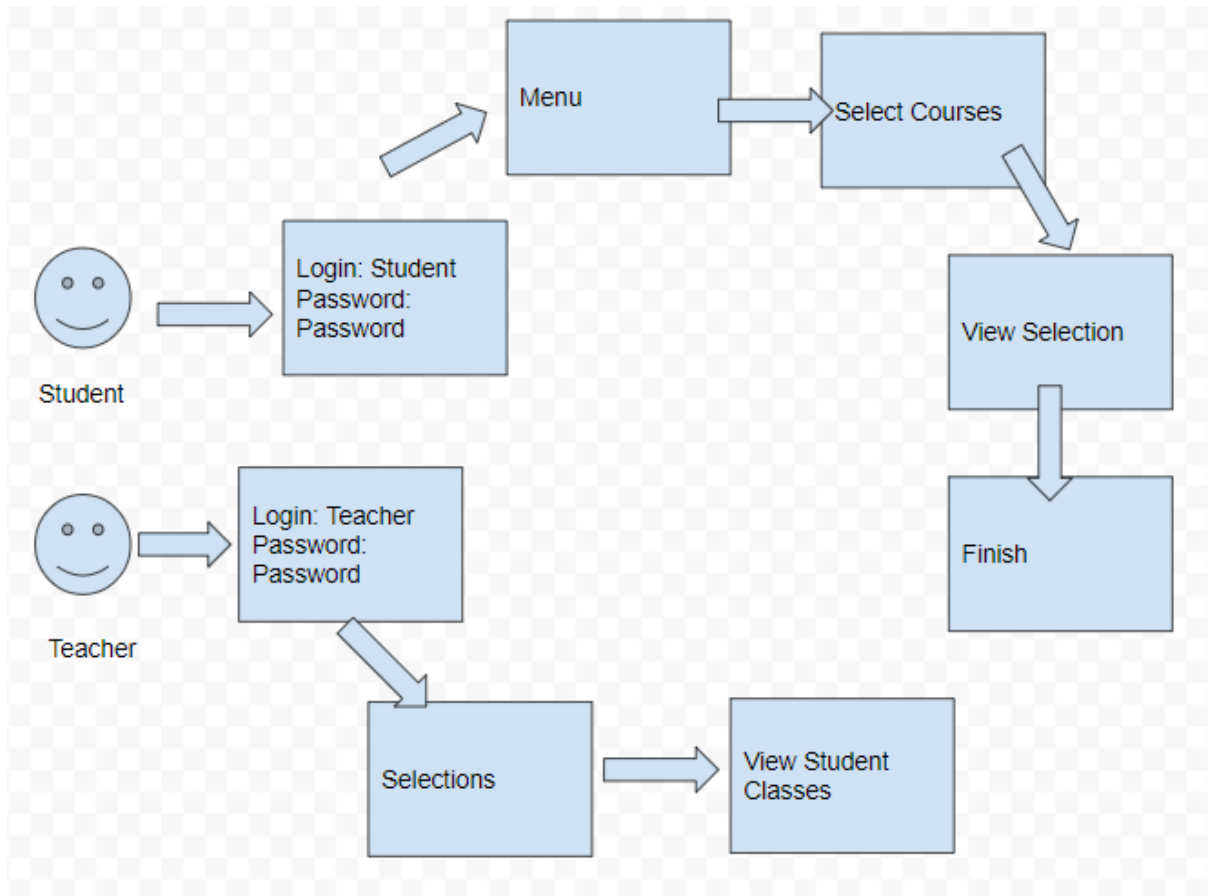 Menu
Select Courses
Login: Student
Password:
Password
Student
View Selection
Login: Teacher
Password:
Password
Teacher
Finish
Selections
View Student
Classes